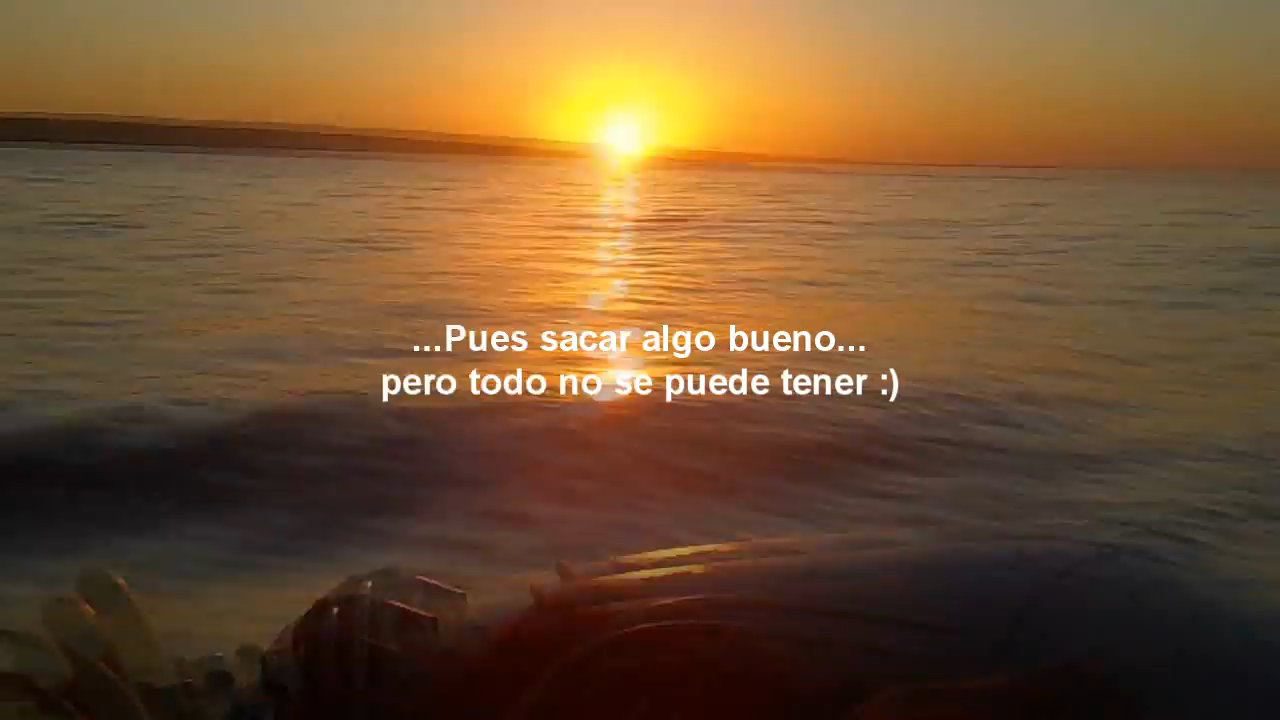 ...Pues sacar algo bueno...
pero todo no se puede tener :)